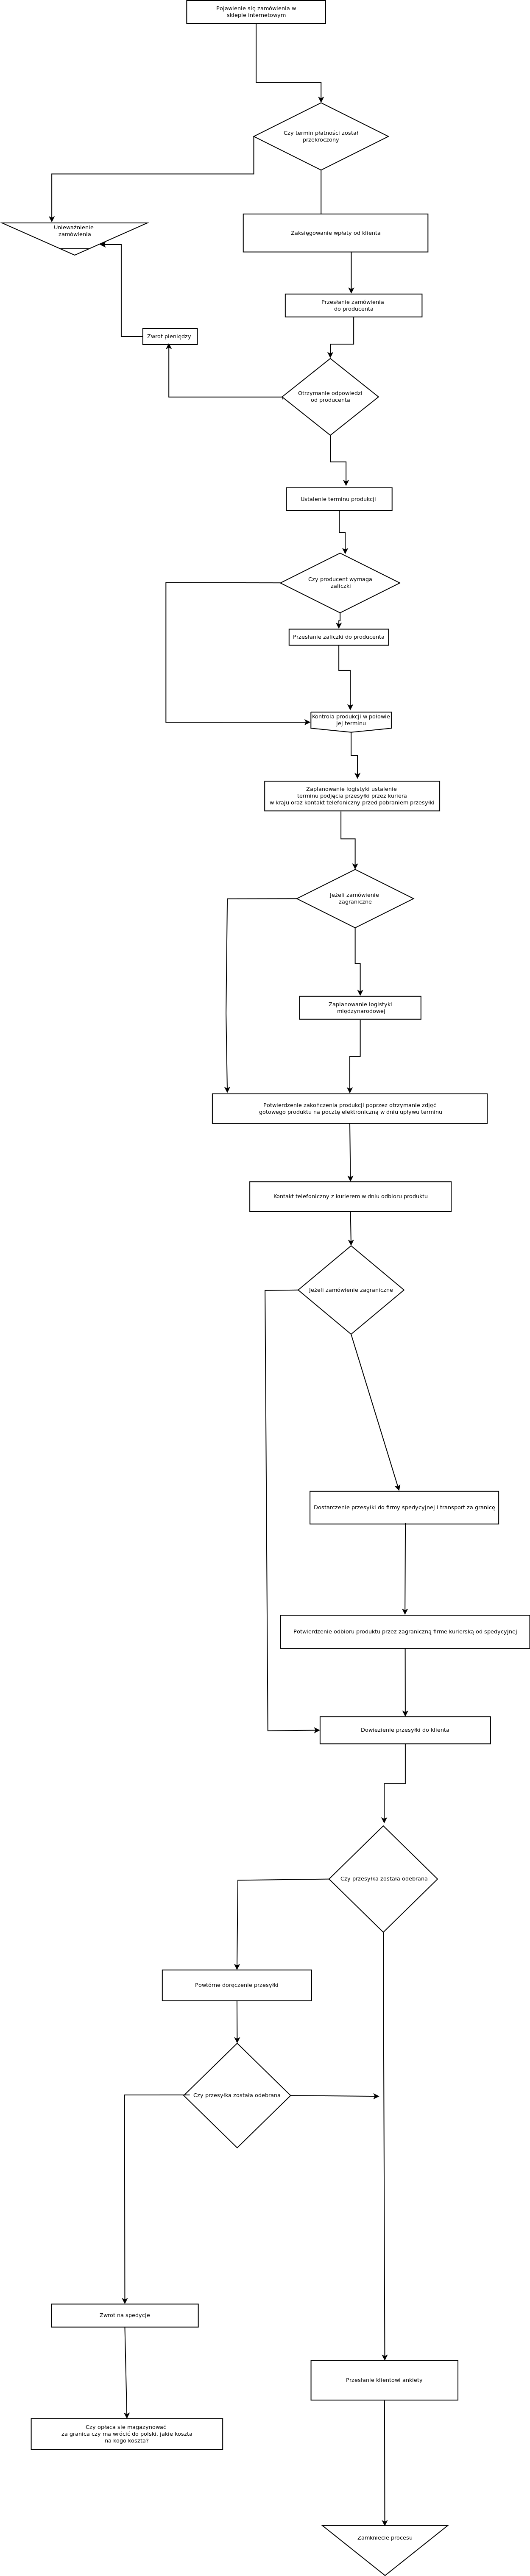 Pojawienie się zamówienia w
sklepie internetowym
Czy termin płatności został
przekroczony
Unieważnienie
zamówienia
Zaksięgowanie wpłaty od klienta
Przesłanie zamówienia
do producenta
Zwrot pieniędzy
Otrzymanie odpowiedzi
od producenta
Ustalenie terminu produkcji
Czy producent wymaga
zaliczki
Przesłanie zaliczki do producenta
Kontrola produkcji w połowie
jej terminu
Zaplanowanie logistyki ustalenie
terminu podjęcia przesyłki przez kuriera
w kraju oraz kontakt telefoniczny przed pobraniem przesyłki
Jeżeli zamówienie
zagraniczne
Zaplanowanie logistyki
międzynarodowej
Potwierdzenie zakończenia produkcji poprzez otrzymanie zdjęć
gotowego produktu na pocztę elektroniczną w dniu upływu terminu
Kontakt telefoniczny z kurierem w dniu odbioru produktu
Jeżeli zamówienie zagraniczne
Dostarczenie przesyłki do firmy spedycyjnej i transport za granicę
Potwierdzenie odbioru produktu przez zagraniczną firme kurierską od spedycyjnej
Dowiezienie przesyłki do klienta
Czy przesyłka została odebrana
Powtórne doręczenie przesyłki
Czy przesyłka została odebrana
Zwrot na spedycje
Przesłanie klientowi ankiety
Czy opłaca sie magazynować
za granica czy ma wrócić do polski, jakie koszta
na kogo koszta?
Zamkniecie procesu